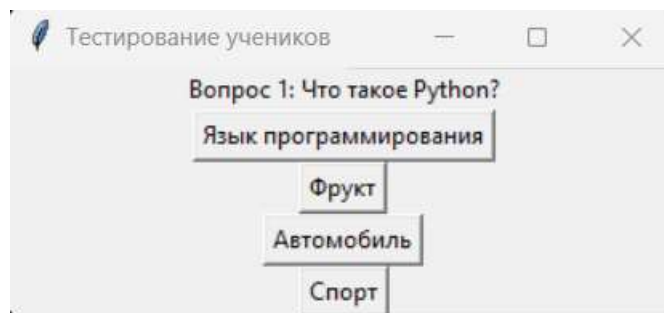 Тестирование учеников
Вопрос 1: Что такое Python?
Язык программирования
Фрукт
Автомобиль
Спорт